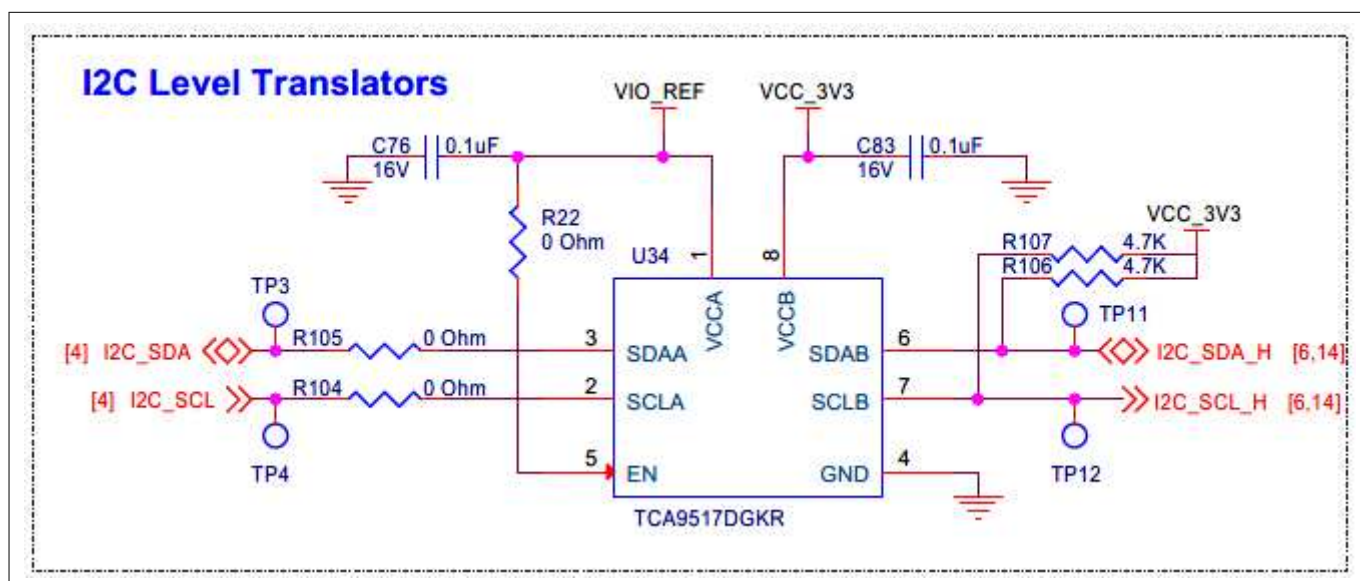 I2C Level Translators
VIO_REF
VCC_3V3
C76 0.1uF
16V
C83 0.1uF
16V
R22
0 Ohm
VCC_3V3
R107 4.7K
R106 4.7K
U34
1
8
VCCA
VCCB
TP3
TP11
[4] I2C_SDA
R105 0 Ohm
3
SDAA
SDAB
6
I2C_SDA_H [6,14]
[4] I2C_SCL
R104 0 Ohm
2
SCLA
SCLB
7
I2C_SCL_H [6,14]
TP4
5
EN
GND
4
TP12
TCA9517DGKR